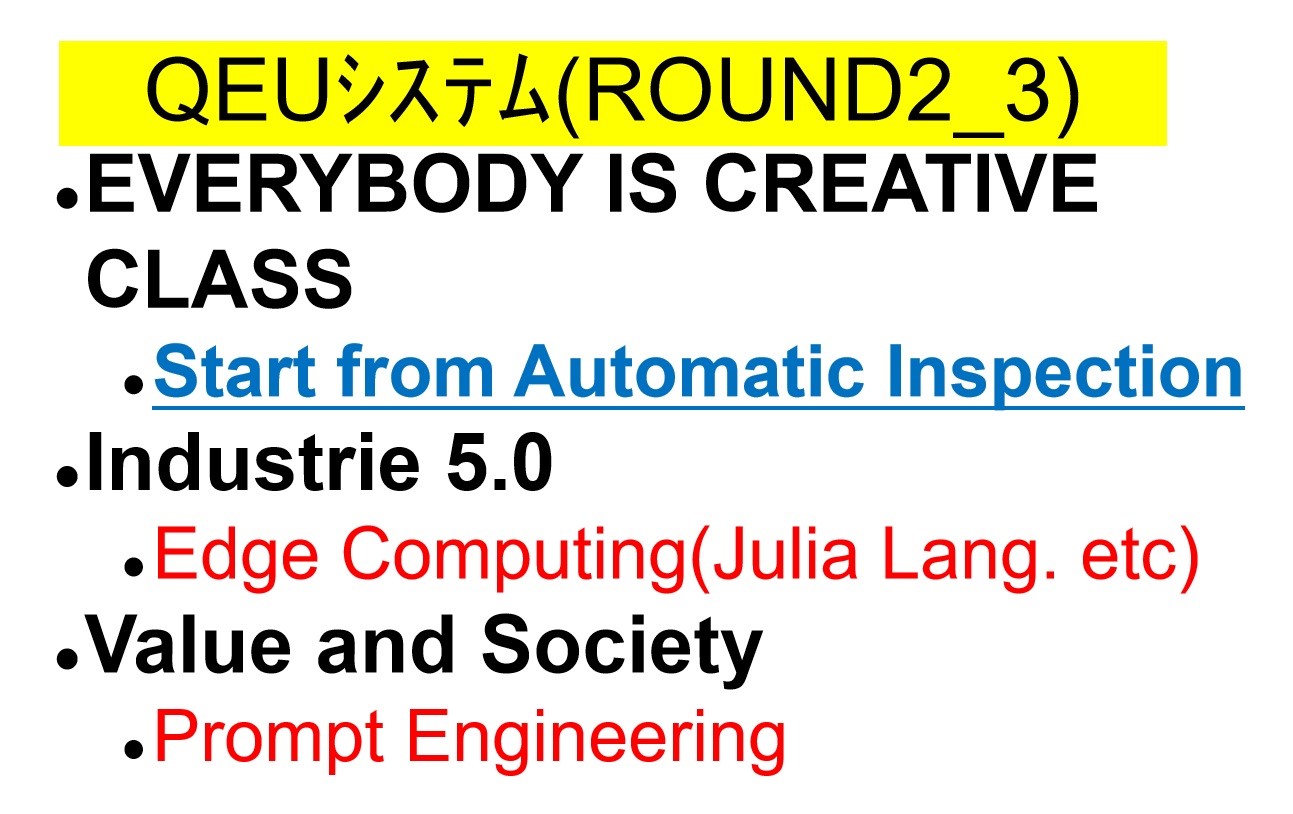 QEUシステム(ROUND2_3)
●EVERYBODY IS CREATIVE
CLASS
●Start from Automatic Inspection
●Industrie 5.0
●Edge Computing(Julia Lang. etc)
●Value and Society
●Prompt Engineering